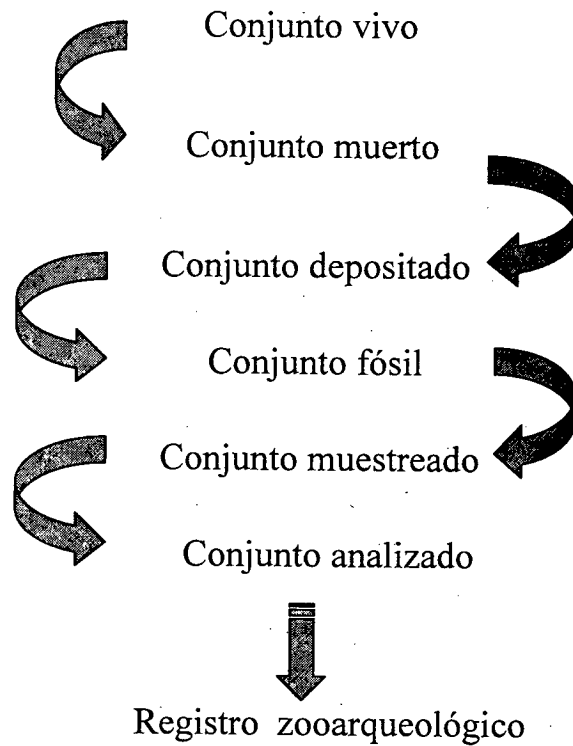 Conjunto vivo
Conjunto muerto
Conjunto depositado
Conjunto fósil
Conjunto muestreado
Conjunto analizado
Registro zooarqueológico